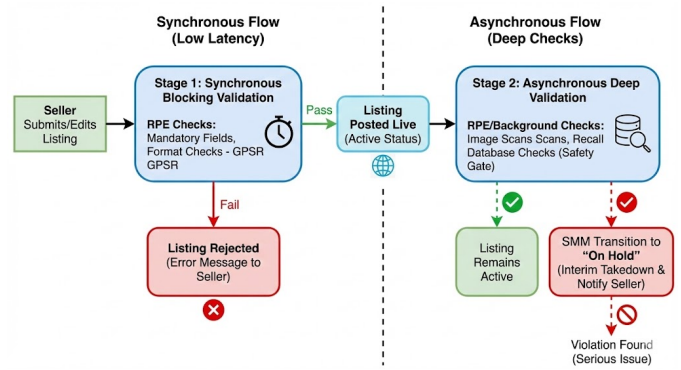 Synchronous Flow
(Low Latency)
Asynchronous Flow
(Deep Checks)
Seller
Submits/Edits
Listing
Stage 1: Synchronous
Blocking Validation
RPE Checks:
Mandatory Fields,
Format Checks - GPSR
GPSR
Pass
Fail
Listing Rejected
(Error Message to
Seller)
Listing
Posted Live
(Active Status)
Stage 2: Asynchronous Deep
Validation
RPE/Background Checks:
Image Scans Scans, Recall
Database Checks (Safety
Gate)
Listing
Remains
Active
SMM Transition to
"On Hold"
(Interim Takedown &
Notify Seller)
Violation Found
(Serious Issue)